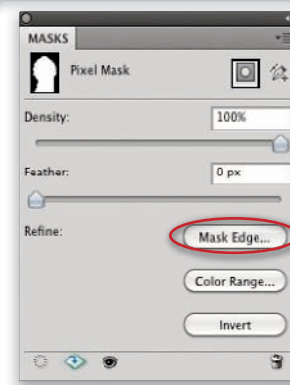 MASKS
Pixel Mask
Density: 100%
Feather: 0 px
Refine: Mask Edge...
Color Range...
Invert